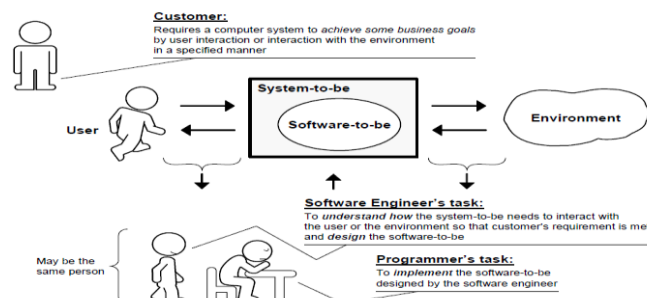 Customer:
Requires a computer system to achieve some business goals
by user interaction or interaction with the environment
in a specified manner
System-to-be
Software-to-be
User
Environment
Software Engineer's task:
To understand how the system-to-be needs to interact with
the user or the environment so that customer's requirement is me
and design the software-to-be
May be the
same person
Programmer's task:
To implement the software-to-be
designed by the software engineer